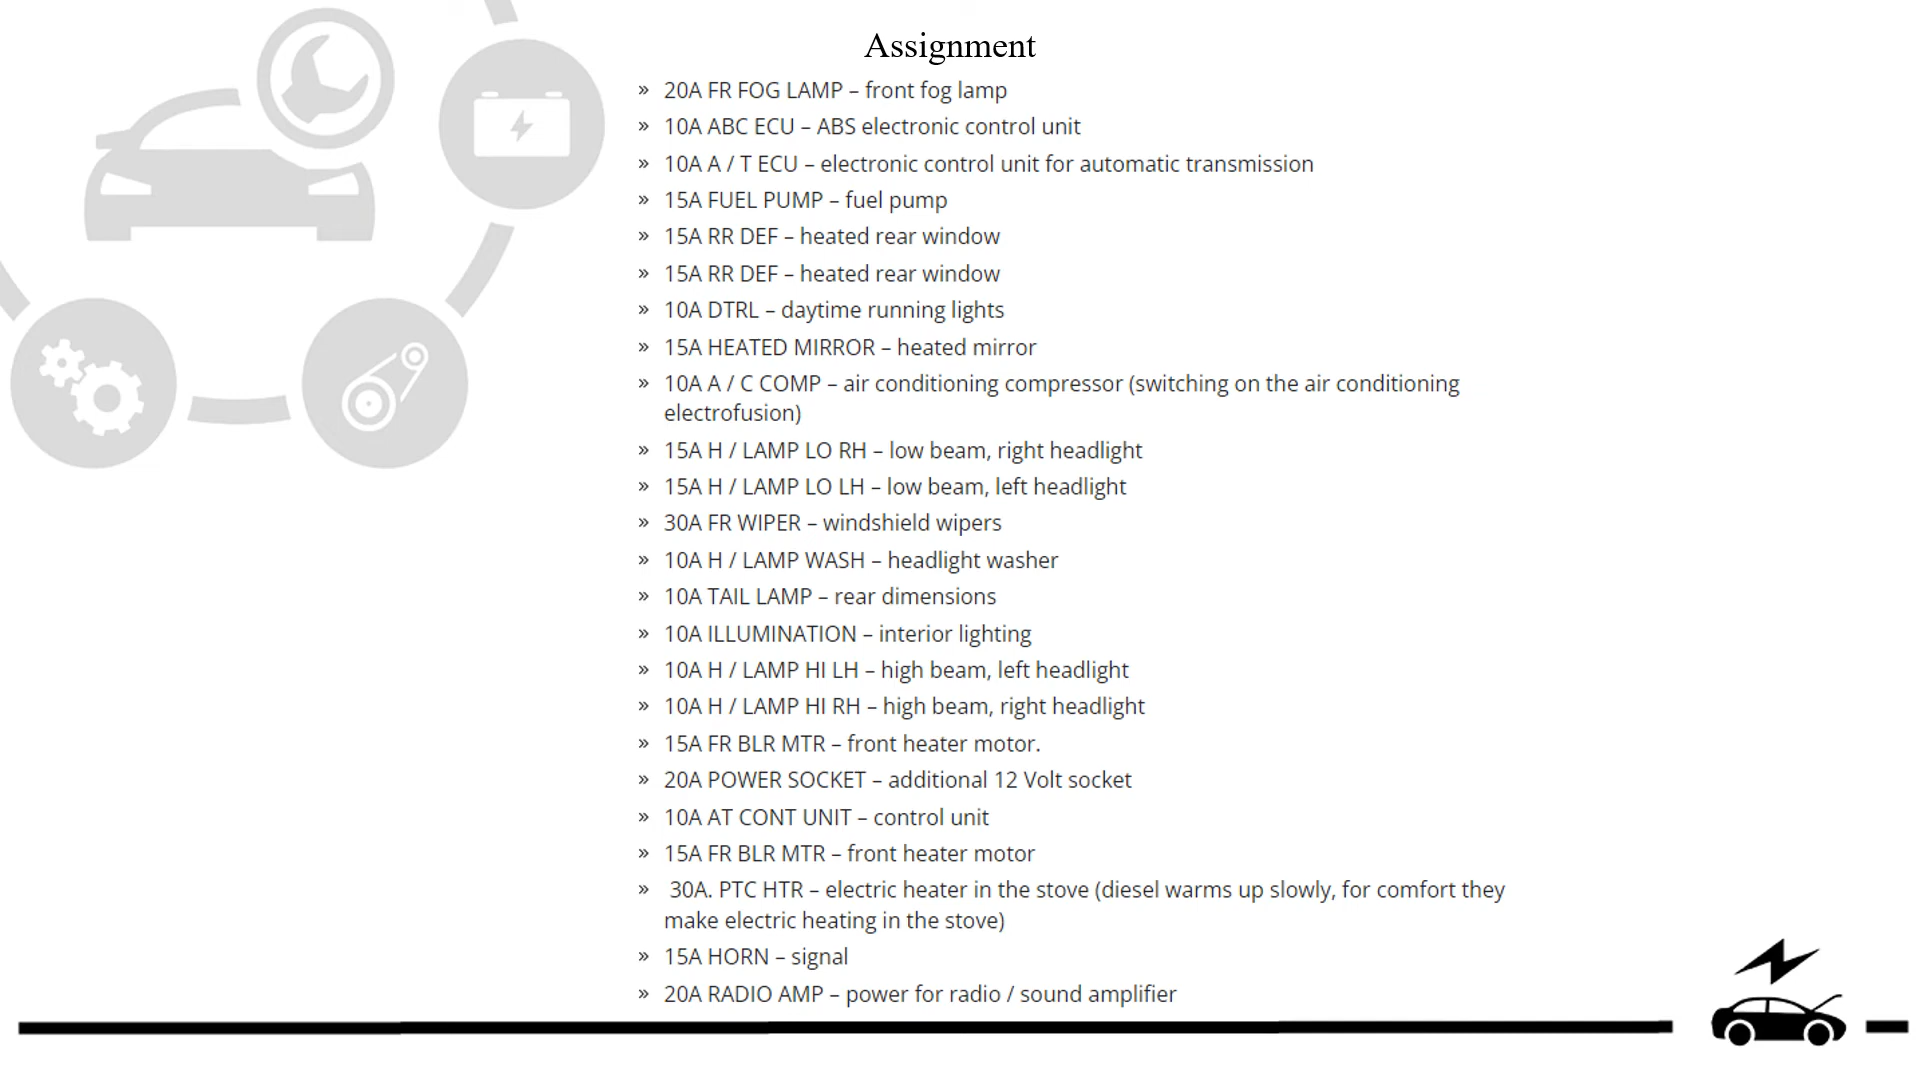 Assignment
» 20A FR FOG LAMP – front fog lamp
» 10A ABC ECU – ABS electronic control unit
» 10A A / T ECU – electronic control unit for automatic transmission
» 15A FUEL PUMP – fuel pump
» 15A RR DEF – heated rear window
» 15A RR DEF – heated rear window
» 10A DTRL – daytime running lights
» 15A HEATED MIRROR – heated mirror
» 10A A / C COMP – air conditioning compressor (switching on the air conditioning
electrofusion)
» 15A H / LAMP LO RH – low beam, right headlight
» 15A H / LAMP LO LH – low beam, left headlight
» 30A FR WIPER – windshield wipers
» 10A H / LAMP WASH – headlight washer
» 10A TAIL LAMP – rear dimensions
» 10A ILLUMINATION – interior lighting
» 10A H / LAMP HI LH – high beam, left headlight
» 10A H / LAMP HI RH – high beam, right headlight
» 15A FR BLR MTR – front heater motor.
» 20A POWER SOCKET – additional 12 Volt socket
» 10A AT CONT UNIT – control unit
» 15A FR BLR MTR – front heater motor
» 30A. PTC HTR – electric heater in the stove (diesel warms up slowly, for comfort they
make electric heating in the stove)
» 15A HORN – signal
» 20A RADIO AMP – power for radio / sound amplifier